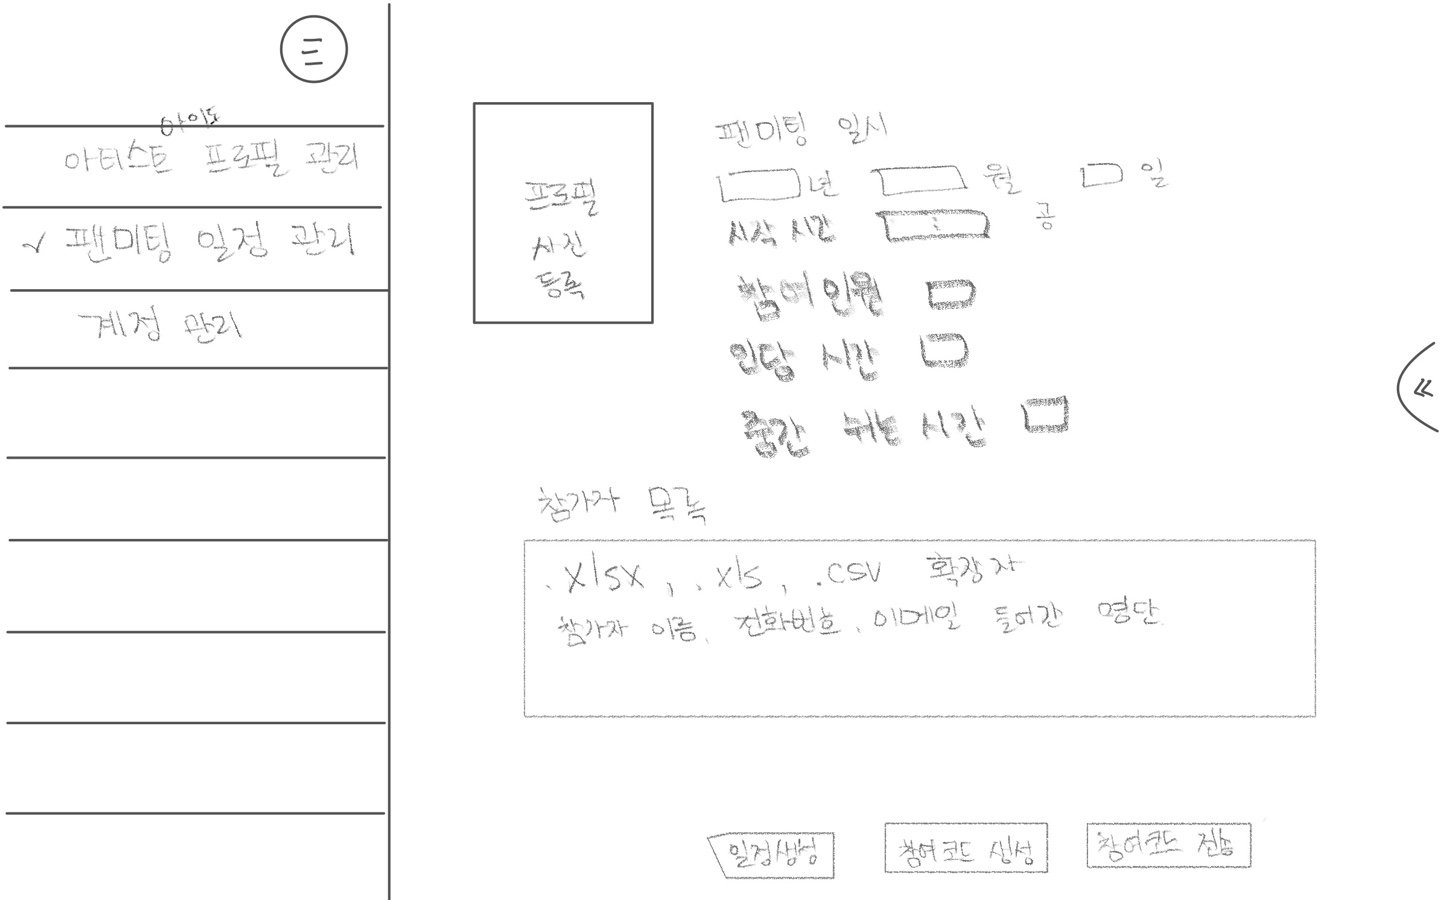 아이도
아티스트 프로필 관리
✓ 팬미팅 일정 관리
계정 관리
프로필
사진
등록
팬미팅 일시
년 월 일
공
시작 시간 :
참여 인원
인당 시간
중간 쉬는 시간
«
참가자 목록
.xlsx, .xls, .csv 확장자
참가자 이름, 전화번호, 이메일 들어간 명단
일정생성
참여코드 생성
참여코드 전송